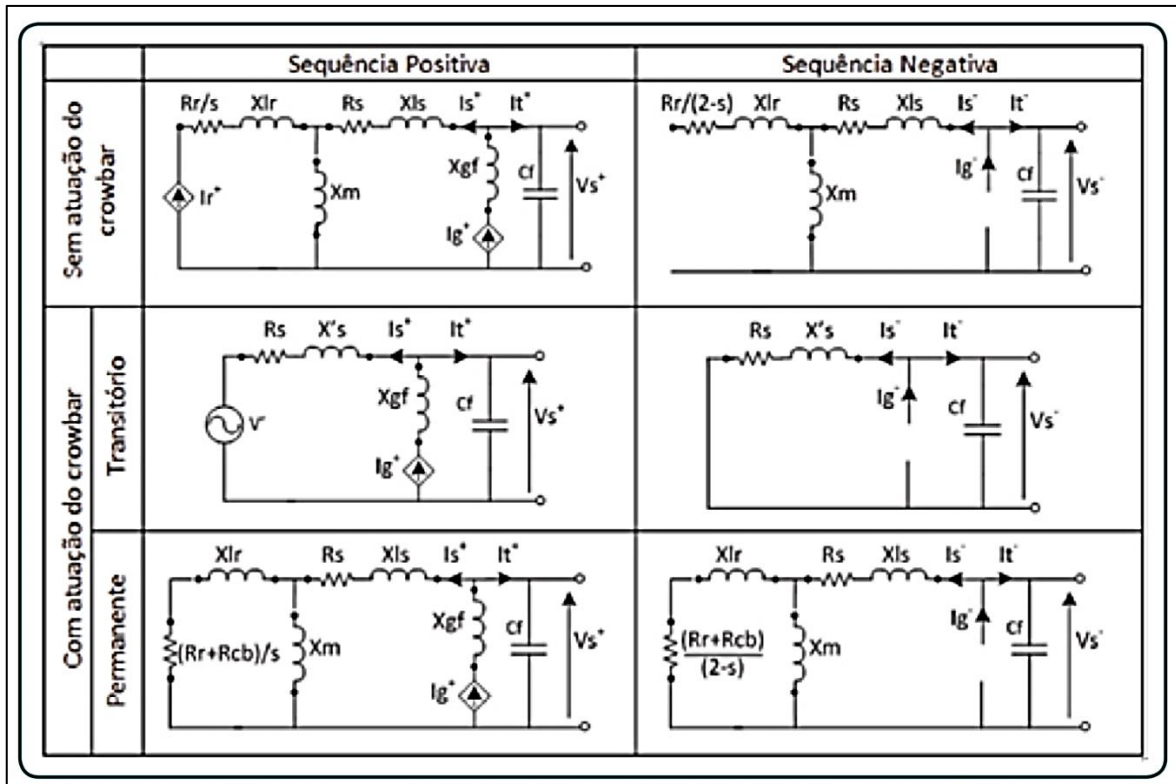 Sequência Positiva
Sequência Negativa
Sem atuação do
crowbar
Rr/s Xlr Rs Xls Is⁺ It⁺
Ir⁺ Xm Xgf Cf Vs⁺
Ig⁺
Rr/(2-s) Xlr Rs Xls Is⁻ It⁻
Xm Ig⁻ Cf Vs⁻
Com atuação do crowbar
Transitório
Rs X's Is⁺ It⁺
Xgf Cf Vs⁺
Ig⁺
Rs X's Is⁻ It⁻
Ig⁻ Cf Vs⁻
Permanente
Xlr Rs Xls Is⁺ It⁺
(Rr+Rcb)/s Xm Xgf Cf Vs⁺
Ig⁺
Xlr Rs Xls Is⁻ It⁻
(Rr+Rcb)
(2-s)
Xm Ig⁻ Cf Vs⁻